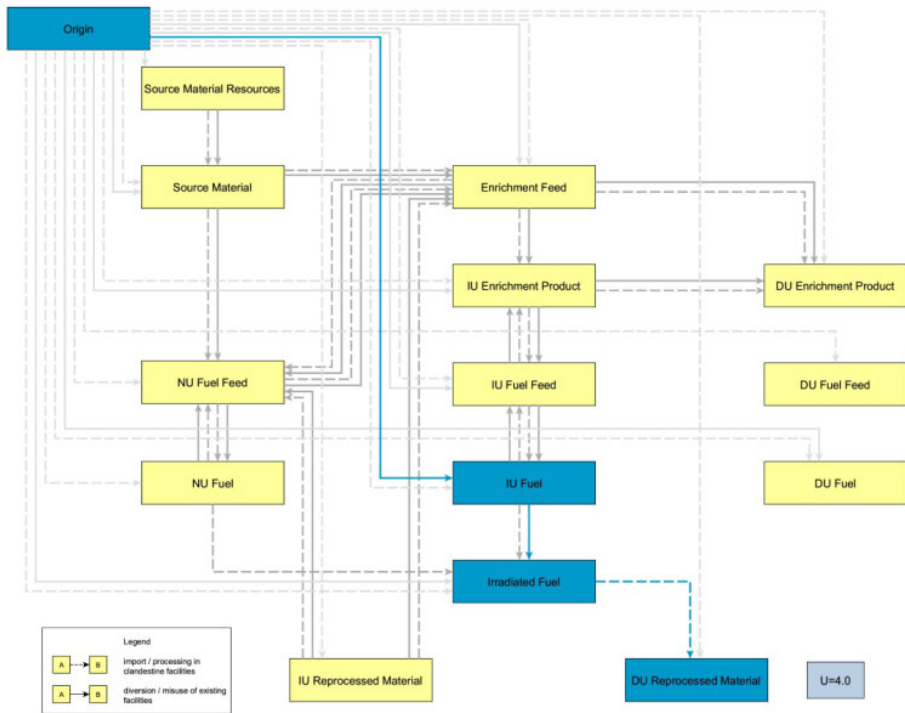 Origin
Source Material Resources
Source Material
Enrichment Feed
IU Enrichment Product
DU Enrichment Product
NU Fuel Feed
IU Fuel Feed
DU Fuel Feed
NU Fuel
IU Fuel
DU Fuel
Irradiated Fuel
Legend
A
B
import / processing in
clandestine facilities
A
B
diversion / misuse of existing
facilities
IU Reprocessed Material
DU Reprocessed Material
U=4.0